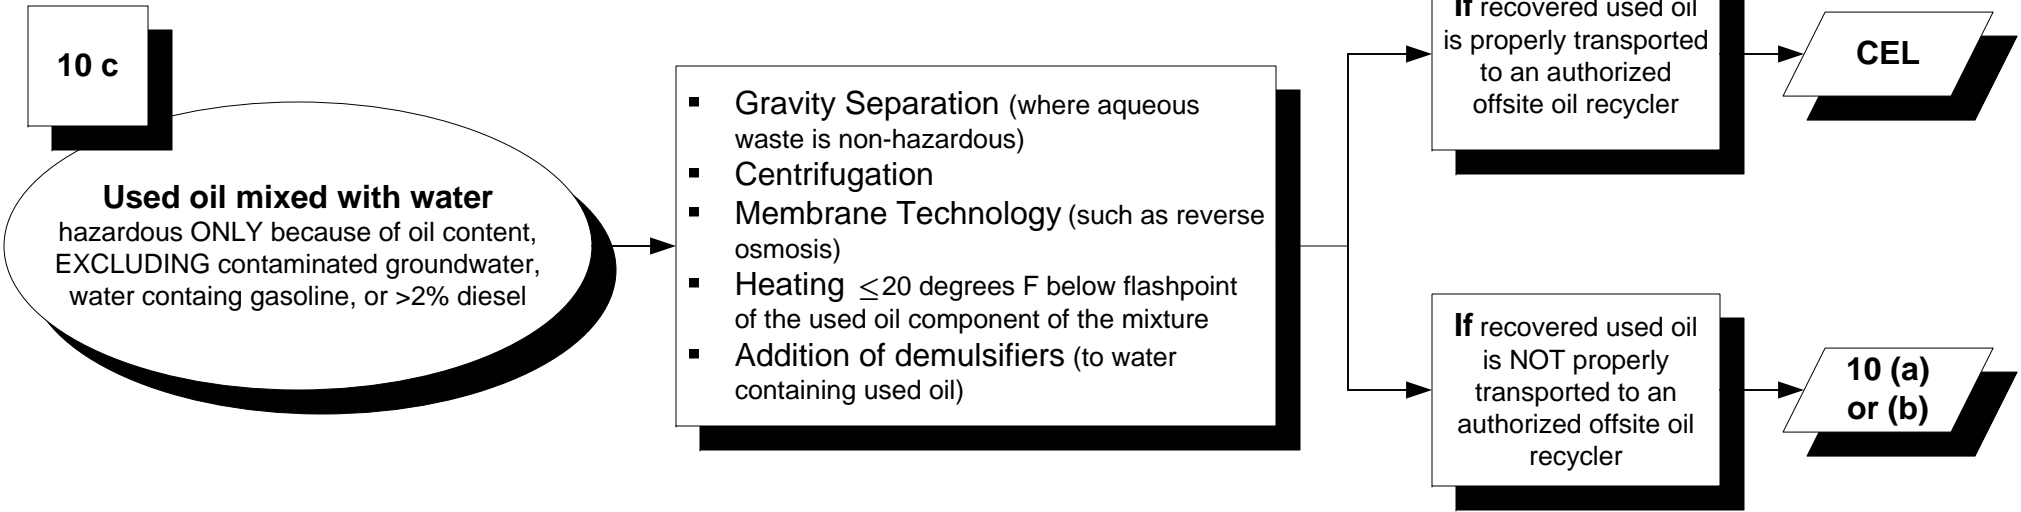 10 c
Used oil mixed with water
hazardous ONLY because of oil content,
EXCLUDING contaminated groundwater,
water containg gasoline, or >2% diesel
▪ Gravity Separation (where aqueous
waste is non-hazardous)
▪ Centrifugation
▪ Membrane Technology (such as reverse
osmosis)
▪ Heating ≤20 degrees F below flashpoint
of the used oil component of the mixture
▪ Addition of demulsifiers (to water
containing used oil)
If recovered used oil
is properly transported
to an authorized
offsite oil recycler
CEL
If recovered used oil
is NOT properly
transported to an
authorized offsite oil
recycler
10 (a)
or (b)